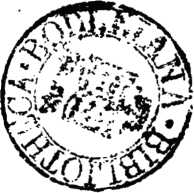 BIBLIOTHECA · BODLEIANA ·